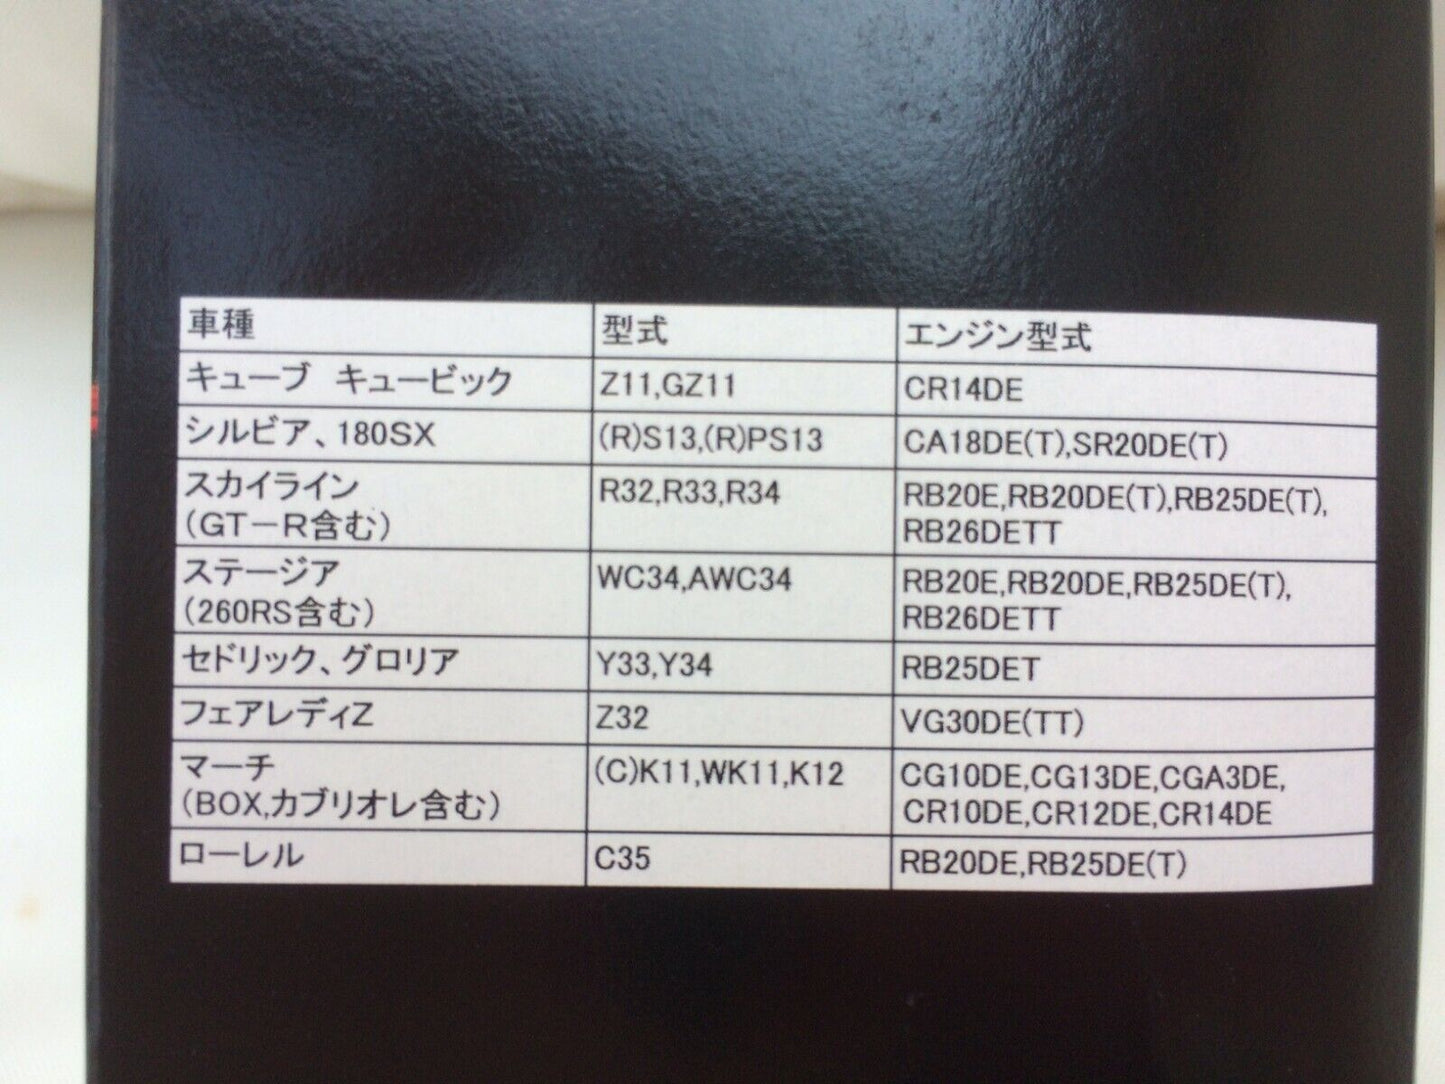 車種 型式 エンジン型式
キューブ　キュービック Z11,GZ11 CR14DE
シルビア、180SX (R)S13,(R)PS13 CA18DE(T),SR20DE(T)
スカイライン R32,R33,R34 RB20E,RB20DE(T),RB25DE(T),
(GT－R含む) RB26DETT
ステージア WC34,AWC34 RB20E,RB20DE,RB25DE(T),
(260RS含む) RB26DETT
セドリック、グロリア Y33,Y34 RB25DET
フェアレディZ Z32 VG30DE(TT)
マーチ (C)K11,WK11,K12 CG10DE,CG13DE,CGA3DE,
(BOX,カブリオレ含む) CR10DE,CR12DE,CR14DE
ローレル C35 RB20DE,RB25DE(T)